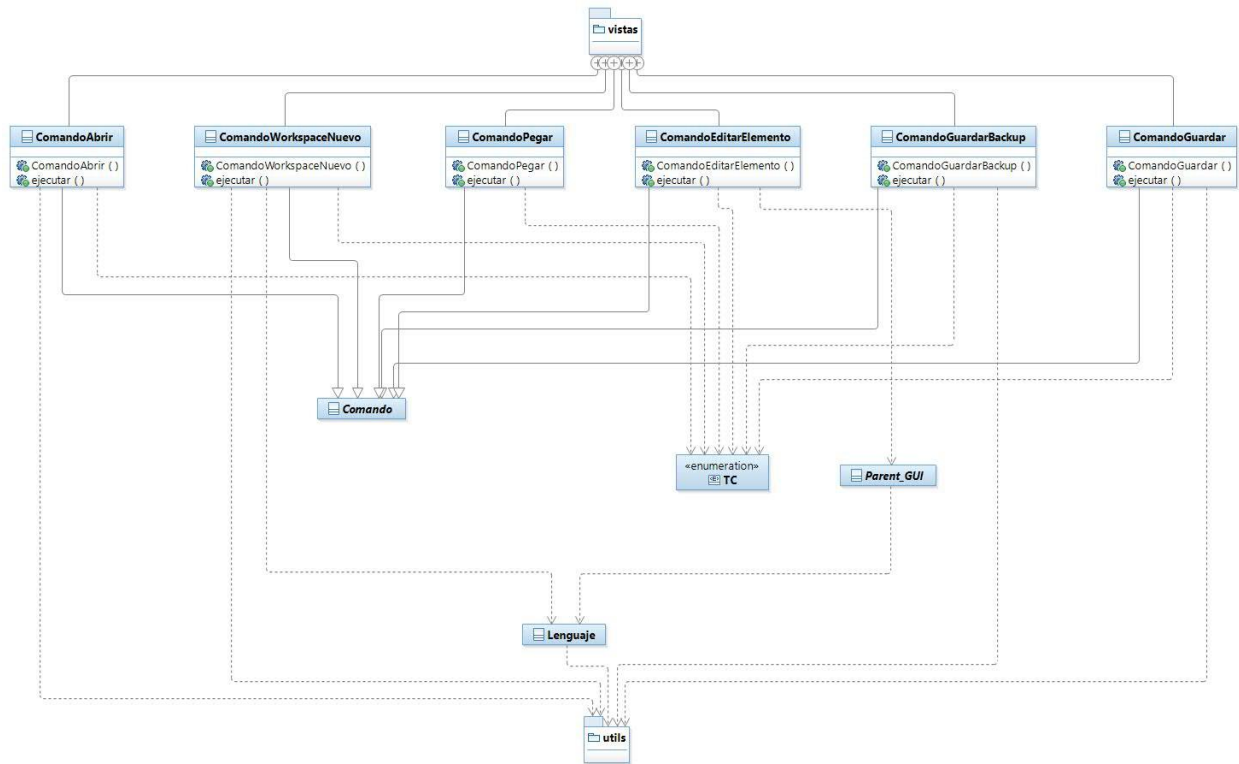 vistas
ComandoAbrir
ComandoAbrir ( )
ejecutar ( )
ComandoWorkspaceNuevo
ComandoWorkspaceNuevo ( )
ejecutar ( )
ComandoPegar
ComandoPegar ( )
ejecutar ( )
ComandoEditarElemento
ComandoEditarElemento ( )
ejecutar ( )
ComandoGuardarBackup
ComandoGuardarBackup ( )
ejecutar ( )
ComandoGuardar
ComandoGuardar ( )
ejecutar ( )
Comando
«enumeration»
TC
Parent_GUI
Lenguaje
utils